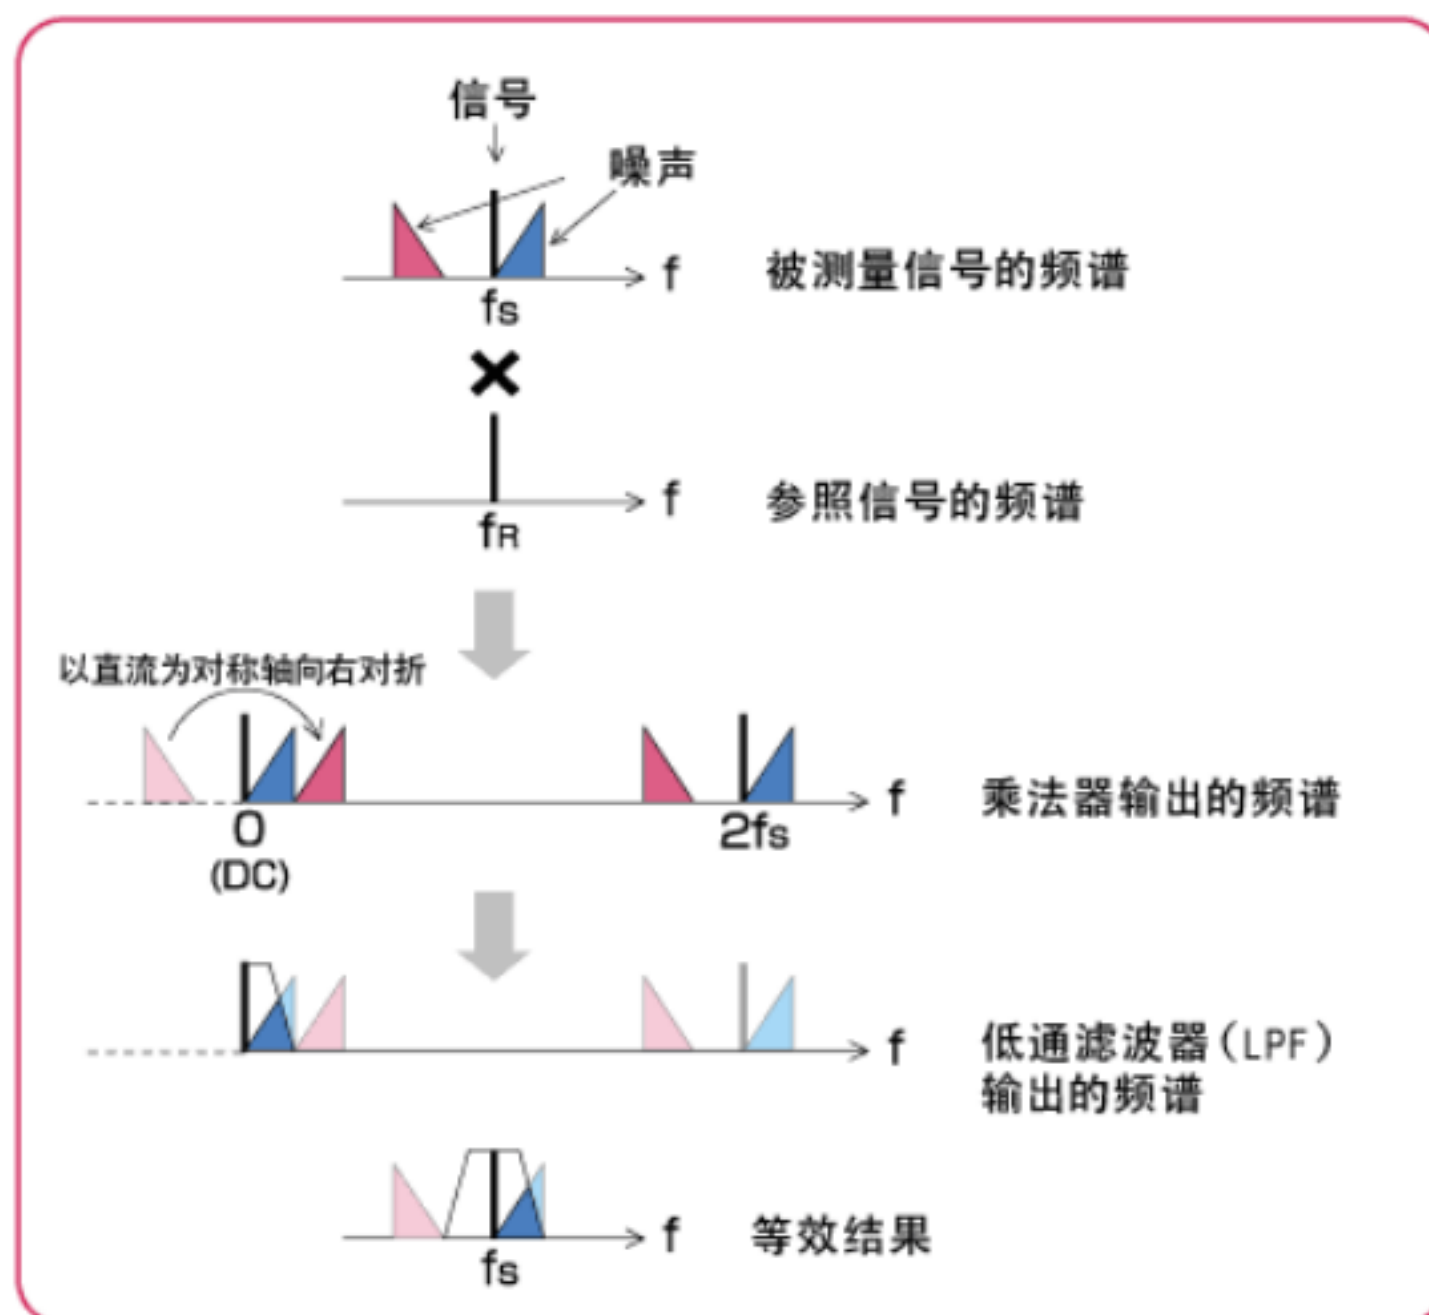 信号
噪声
f
被测量信号的频谱
fs
×
f
参照信号的频谱
fR
以直流为对称轴向右对折
f
乘法器输出的频谱
0
2fs
(DC)
f
低通滤波器(LPF)
输出的频谱
f
等效结果
fs